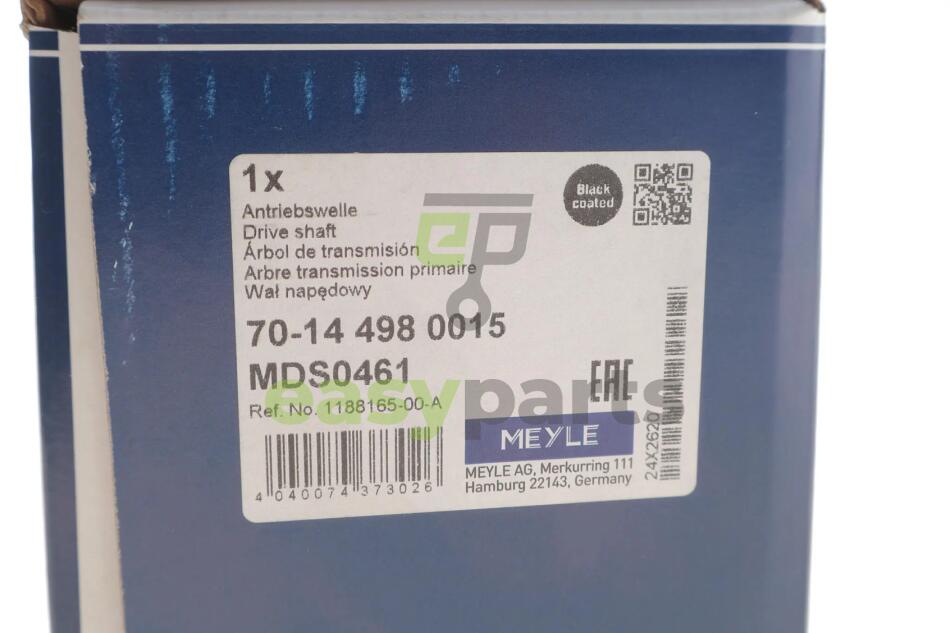 1x
Antriebswelle
Drive shaft
Árbol de transmisión
Arbre transmission primaire
Wał napędowy
Black
coated
70-14 498 0015
MDS0461
Ref. No. 1188165-00-A
4 040074 373026
EAC
MEYLE
MEYLE AG, Merkurring 111
Hamburg 22143, Germany
24X2620
ep
easyparts